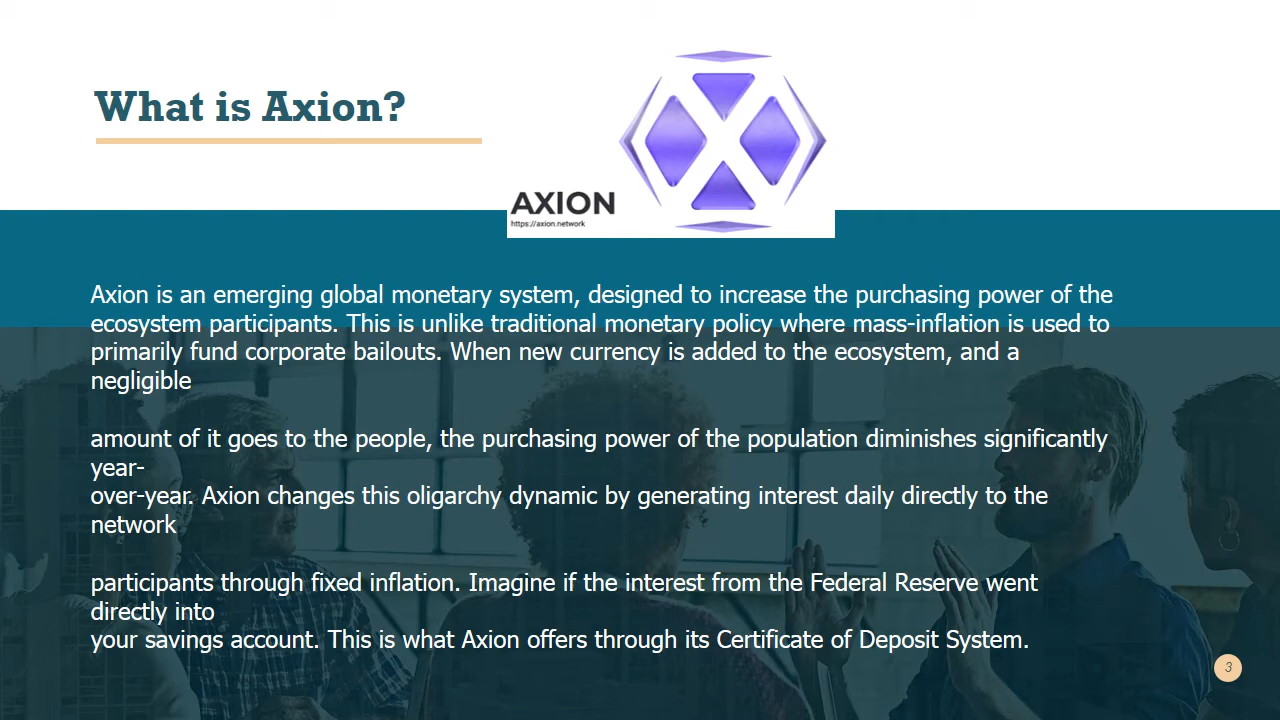 What is Axion?
AXION
https://axion.network
Axion is an emerging global monetary system, designed to increase the purchasing power of the
ecosystem participants. This is unlike traditional monetary policy where mass-inflation is used to
primarily fund corporate bailouts. When new currency is added to the ecosystem, and a
negligible
amount of it goes to the people, the purchasing power of the population diminishes significantly
year-
over-year. Axion changes this oligarchy dynamic by generating interest daily directly to the
network
participants through fixed inflation. Imagine if the interest from the Federal Reserve went
directly into
your savings account. This is what Axion offers through its Certificate of Deposit System.
3